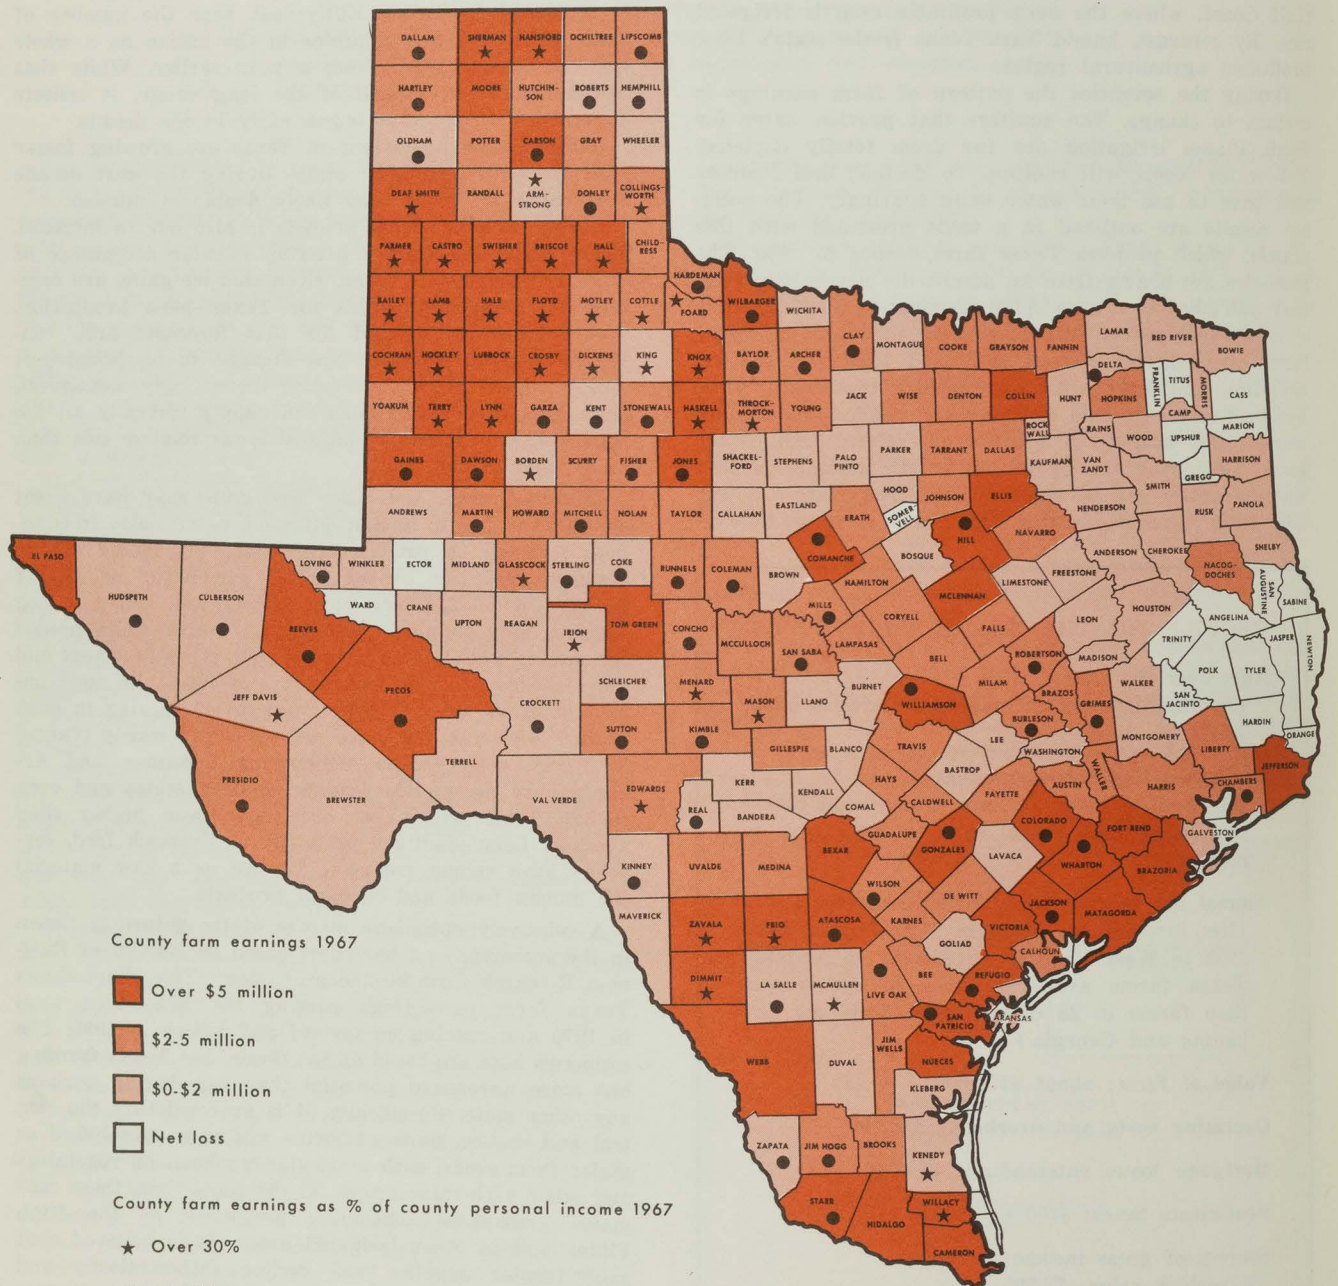 DALLAM SHERMAN HANSFORD OCHILTREE LIPSCOMB
HARTLEY MOORE HUTCHIN- ROBERTS HEMPHILL
SON
OLDHAM POTTER CARSON GRAY WHEELER
DEAF SMITH RANDALL ARM- DONLEY COLLINGS-
STRONG WORTH
PARMER CASTRO SWISHER BRISCOE HALL CHILD-
RESS
HARDEMAN
BAILEY LAMB HALE FLOYD MOTLEY COTTLE FOARD WILBARGER WICHITA
COCHRAN HOCKLEY LUBBOCK CROSBY DICKENS KING KNOX BAYLOR ARCHER CLAY MONTAGUE COOKE GRAYSON FANNIN LAMAR RED RIVER BOWIE
DELTA HOPKINS FRANKLIN TITUS MORRIS CASS
YOAKUM TERRY LYNN GARZA KENT STONEWALL HASKELL THROCK- YOUNG JACK WISE DENTON COLLIN HUNT
MORTON
CAMP MARION
ROCK
WALL RAINS WOOD UPSHUR
GAINES DAWSON BORDEN SCURRY FISHER JONES SHACKEL- STEPHENS PALO PARKER TARRANT DALLAS KAUFMAN VAN HARRISON
FORD PINTO ZANDT
GREGG
SMITH
ANDREWS MARTIN HOWARD MITCHELL NOLAN TAYLOR CALLAHAN EASTLAND ERATH HOOD JOHNSON ELLIS HENDERSON RUSK PANOLA
SOMER-
VELL
EL PASO HUDSPETH CULBERSON LOVING WINKLER ECTOR MIDLAND GLASSCOCK STERLING COKE RUNNELS COLEMAN BROWN COMANCHE BOSQUE HILL NAVARRO ANDERSON CHEROKEE SHELBY
NACOG-
DOCHES
SAN
AUGUSTINE
SABINE
WARD CRANE UPTON REAGAN IRION TOM GREEN CONCHO MCCULLOCH MILLS HAMILTON CORYELL MCLENNAN LIMESTONE FREESTONE
REEVES PECOS SAN SABA LAMPASAS BELL FALLS LEON HOUSTON ANGELINA
ROBERTSON MADISON TRINITY POLK TYLER JASPER NEWTON
JEFF DAVIS CROCKETT SCHLEICHER MENARD MASON LLANO BURNET WILLIAMSON MILAM BRAZOS GRIMES WALKER SAN
JACINTO
HARDIN ORANGE
PRESIDIO BREWSTER TERRELL VAL VERDE SUTTON KIMBLE GILLESPIE BLANCO TRAVIS LEE BURLESON WASHINGTON MONTGOMERY LIBERTY JEFFERSON
EDWARDS REAL KERR KENDALL HAYS BASTROP FAYETTE AUSTIN WALLER HARRIS CHAMBERS
BANDERA COMAL CALDWELL COLORADO FORT BEND GALVESTON
KINNEY UVALDE MEDINA BEXAR GUADALUPE GONZALES LAVACA WHARTON BRAZORIA
WILSON DE WITT JACKSON MATAGORDA
MAVERICK ZAVALA FRIO ATASCOSA KARNES GOLIAD VICTORIA CALHOUN
DIMMIT LA SALLE MCMULLEN LIVE OAK BEE REFUGIO
SAN
PATRICIO
ARANSAS
WEBB DUVAL JIM
WELLS
NUECES
KLEBERG
ZAPATA JIM HOGG BROOKS KENEDY
STARR HIDALGO WILLACY
CAMERON
County farm earnings 1967
Over $5 million
$2-5 million
$0-$2 million
Net loss
County farm earnings as % of county personal income 1967
★ Over 30%